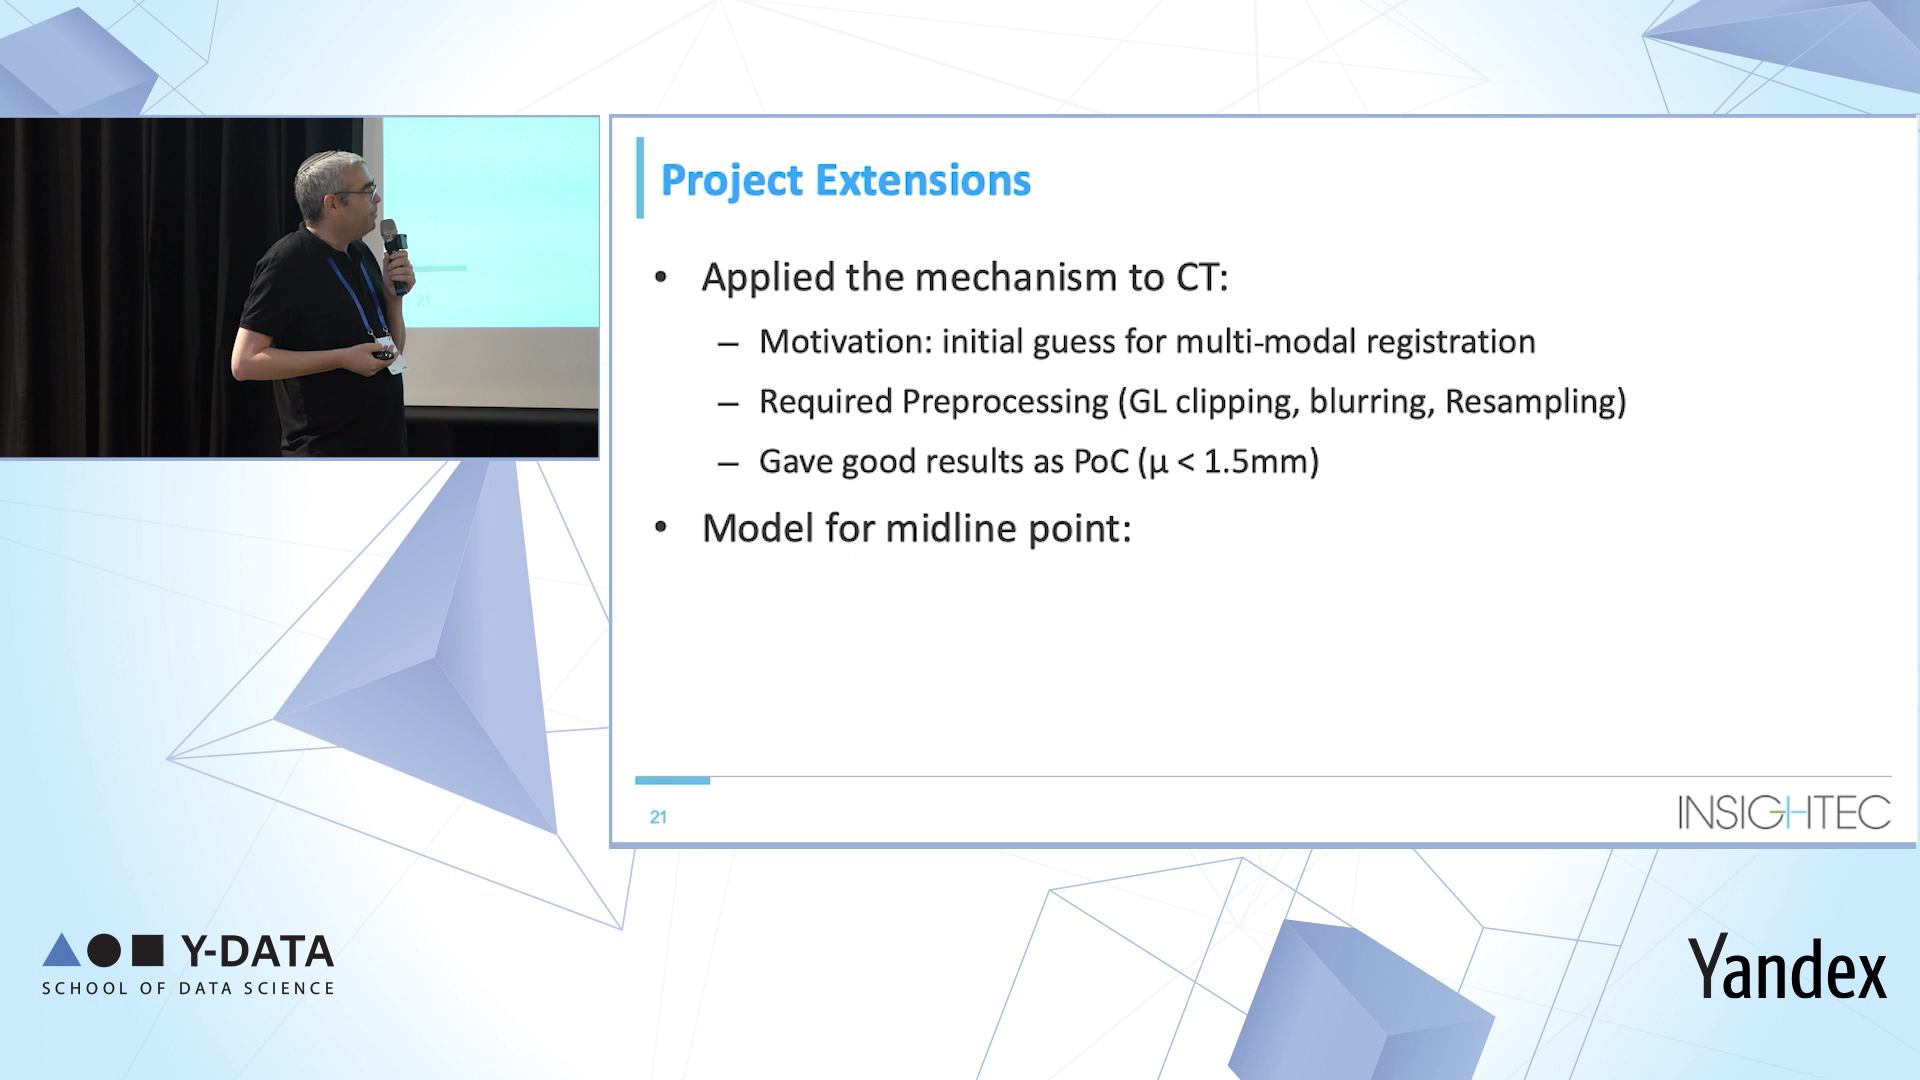 Project Extensions
• Applied the mechanism to CT:
– Motivation: initial guess for multi-modal registration
– Required Preprocessing (GL clipping, blurring, Resampling)
– Gave good results as PoC (μ < 1.5mm)
• Model for midline point:
21
INSIGHTEC
21
Y-DATA
SCHOOL OF DATA SCIENCE
Yandex